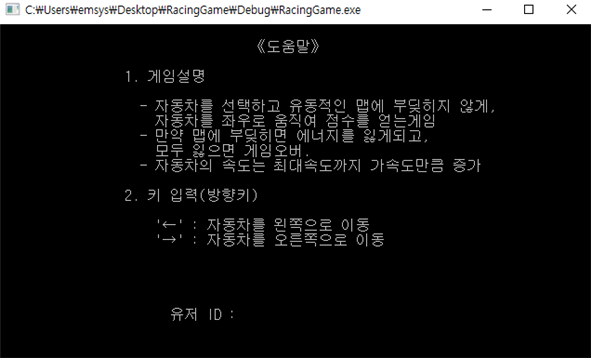 C:₩Users₩emsys₩Desktop₩RacingGame₩Debug₩RacingGame.exe
《도움말》
1. 게임설명
- 자동차를 선택하고 유동적인 맵에 부딪히지 않게,
자동차를 좌우로 움직여 점수를 얻는게임
- 만약 맵에 부딪히면 에너지를 잃게되고,
모두 잃으면 게임오버.
- 자동차의 속도는 최대속도까지 가속도만큼 증가
2. 키 입력(방향키)
'←' : 자동차를 왼쪽으로 이동
'→' : 자동차를 오른쪽으로 이동
유저 ID :